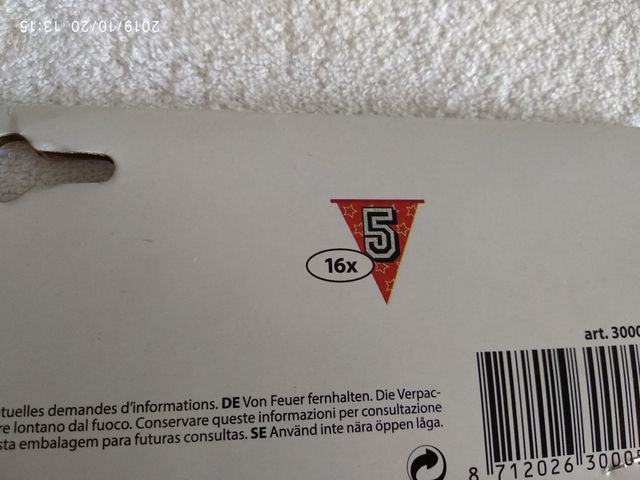 2019/10/20 13:15
5
16x
art. 3000
tuelles demandes d'informations. DE Von Feuer fernhalten. Die Verpac-
re lontano dal fuoco. Conservare queste informazioni per consultazione
sta embalagem para futuras consultas. SE Använd inte nära öppen låga.
8 712026 3000